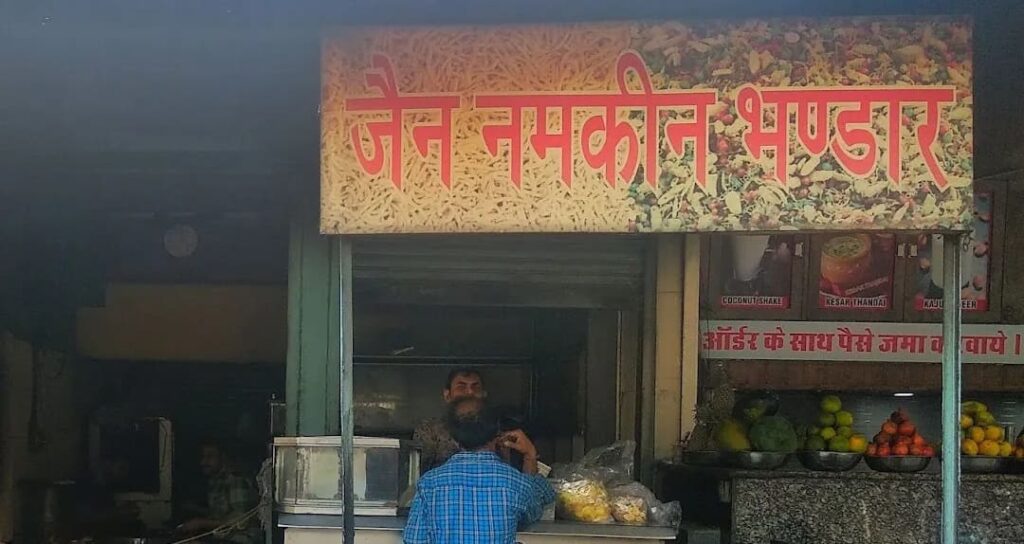 जैन नमकीन भण्डार
COCONUT SHAKE
KESAR THANDAI
ऑर्डर के साथ पैसे जमा